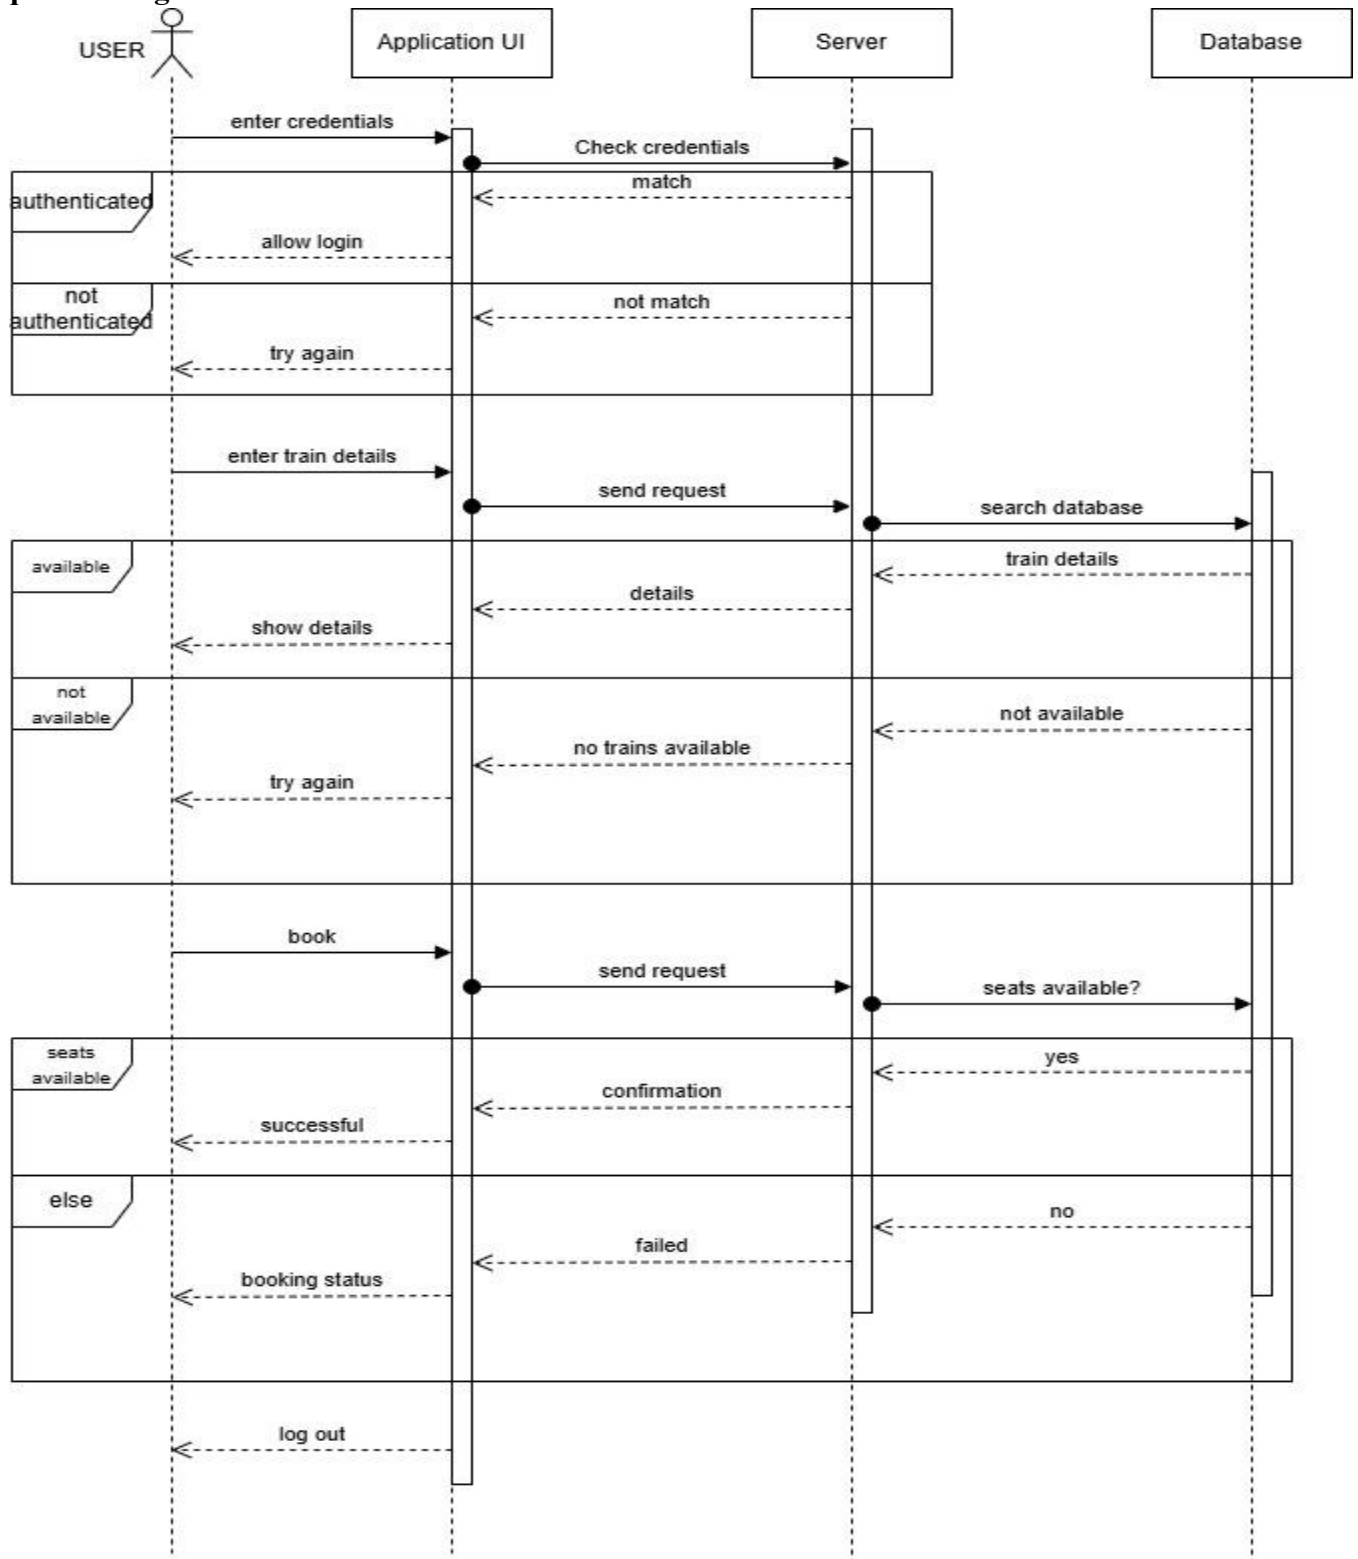 USER
Application UI
Server
Database
enter credentials
Check credentials
match
authenticated
allow login
not
authenticated
not match
try again
enter train details
send request
search database
available
train details
details
show details
not
available
not available
no trains available
try again
book
send request
seats available?
seats
available
yes
confirmation
successful
else
no
failed
booking status
log out